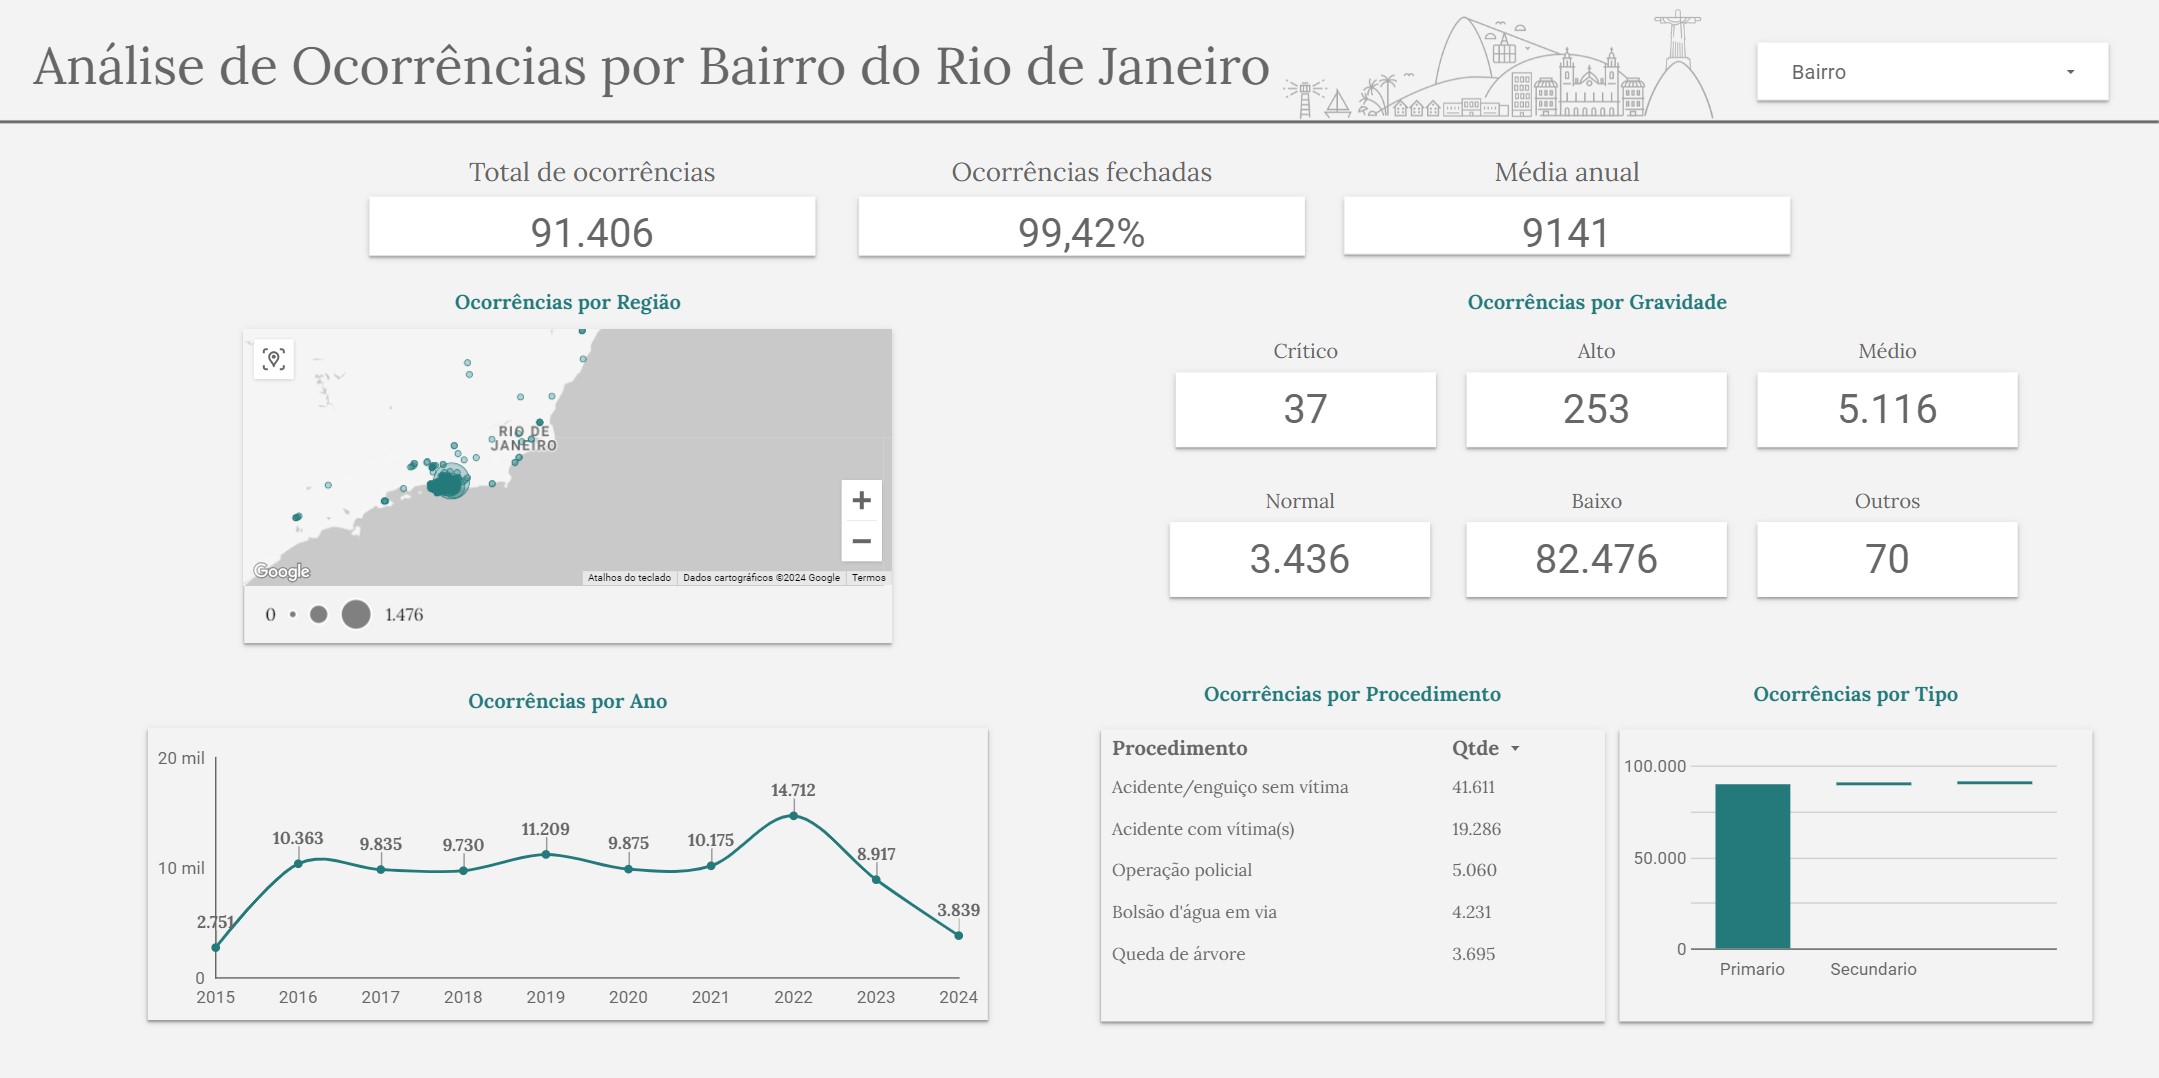 Análise de Ocorrências por Bairro do Rio de Janeiro
Bairro
Total de ocorrências
91.406
Ocorrências fechadas
99,42%
Média anual
9141
Ocorrências por Região
RIO DE
JANEIRO
Google
Atalhos do teclado
Dados cartográficos ©2024 Google
Termos
0
1.476
Ocorrências por Gravidade
Crítico
37
Alto
253
Médio
5.116
Normal
3.436
Baixo
82.476
Outros
70
Ocorrências por Ano
20 mil
10 mil
0
2.751
10.363
9.835
9.730
11.209
9.875
10.175
14.712
8.917
3.839
2015
2016
2017
2018
2019
2020
2021
2022
2023
2024
Ocorrências por Procedimento
Procedimento Qtde
Acidente/enguiço sem vítima 41.611
Acidente com vítima(s) 19.286
Operação policial 5.060
Bolsão d'água em via 4.231
Queda de árvore 3.695
Ocorrências por Tipo
100.000
50.000
0
Primario
Secundario